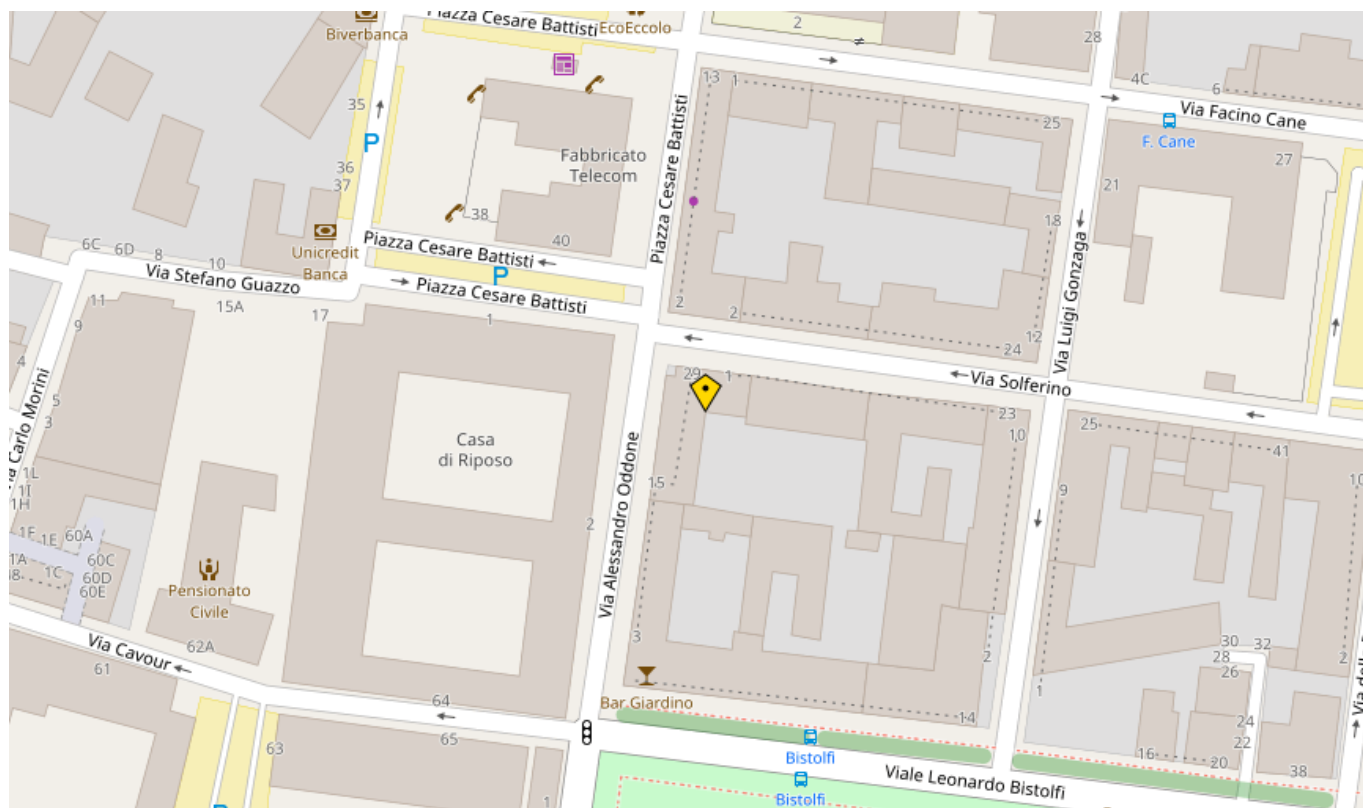 Piazza Cesare Battisti
EcoEccolo
Biverbanca
2
28
4C
6
Via Facino Cane
F. Cane
13
1
25
27
35
36
37
Fabbricato
Telecom
Piazza Cesare Battisti
21
18
38
40
Unicredit
Banca
Piazza Cesare Battisti
Piazza Cesare Battisti
6C
6D
8
10
Via Stefano Guazzo
15A
17
1
11
9
4
5
3
2
2
12
24
Via Luigi Gonzaga
Via Solferino
29
1
23
10
25
41
10
9
Casa
di Riposo
15
2
Via Alessandro Oddone
1L
1I
1H
1F
1E
60A
1A
1C
60C
60D
60E
Pensionato
Civile
62A
Via Cavour
61
64
63
65
1
3
Bar Giardino
14
2
1
Bistolfi
Bistolfi
Viale Leonardo Bistolfi
30
32
28
26
24
22
16
20
38
2